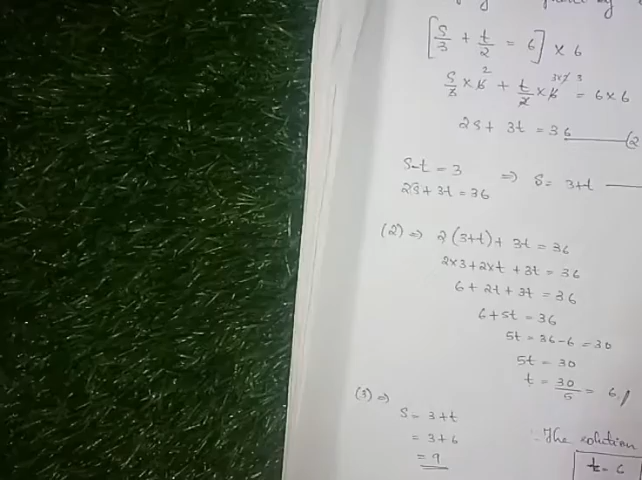 [s/3 + t/2 = 6] × 6
s/3 × 6 2 + t/2 × 6 3 = 6×6
2s + 3t = 36 (2
s-t = 3 ⇒ s = 3+t
2s+3t = 36
(2) ⇒ 2(3+t) + 3t = 36
2×3+2×t + 3t = 36
6 + 2t + 3t = 36
6 + 5t = 36
5t = 36-6 = 30
5t = 30
t = 30/5 = 6//
(3) ⇒
s = 3+t
= 3+6
= 9
∴ The solution
t = 6